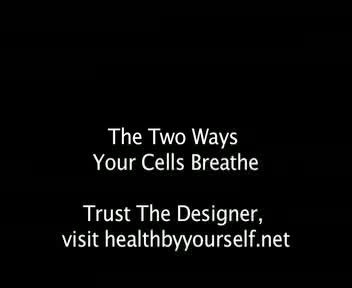 The Two Ways
Your Cells Breathe
Trust The Designer,
visit healthbyyourself.net